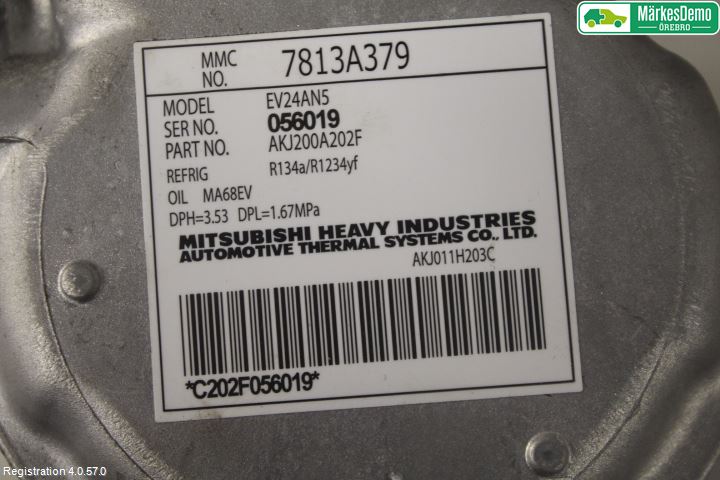 MärkesDemo
ÖREBRO
MMC NO. 7813A379
MODEL EV24AN5
SER NO. 056019
PART NO. AKJ200A202F
REFRIG R134a/R1234yf
OIL MA68EV
DPH=3.53 DPL=1.67MPa
MITSUBISHI HEAVY INDUSTRIES
AUTOMOTIVE THERMAL SYSTEMS CO., LTD.
AKJ011H203C
*C202F056019*
Registration 4.0.57.0